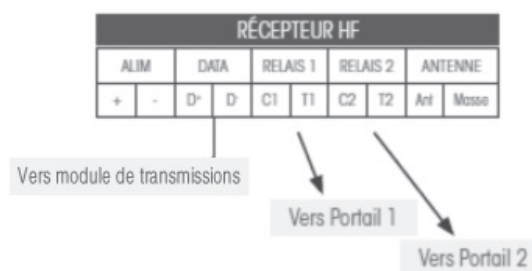 RÉCEPTEUR HF
ALIM DATA RELAIS 1 RELAIS 2 ANTENNE
+ - D+ D- C1 T1 C2 T2 Ant Masse
Vers module de transmissions
Vers Portail 1
Vers Portail 2